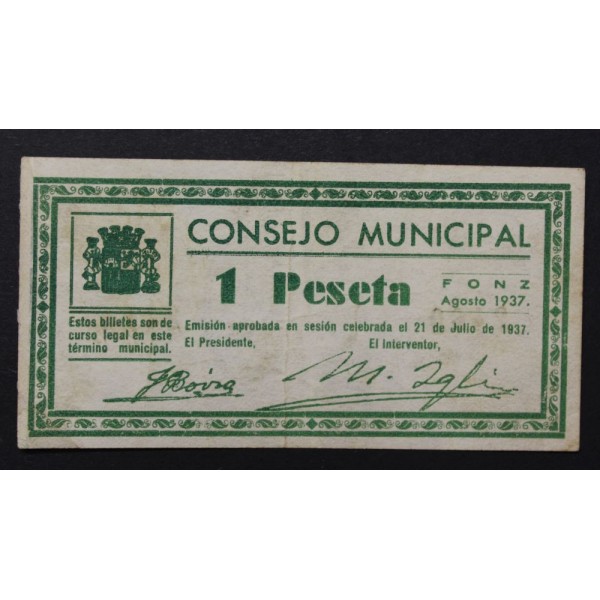 CONSEJO MUNICIPAL
1 Peseta
FONZ
Agosto 1937.
Estos billetes son de
curso legal en este
término municipal.
Emisión aprobada en sesión celebrada el 21 de Julio de 1937.
El Presidente,
El Interventor,